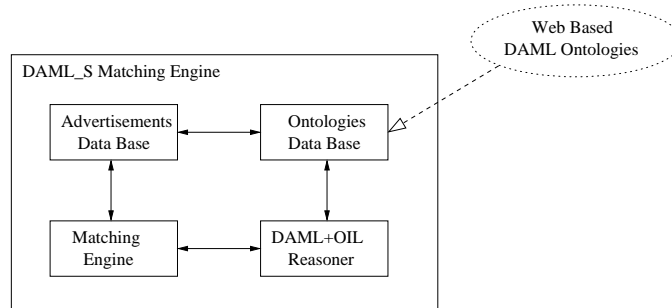 Web Based
DAML Ontologies
DAML_S Matching Engine
Advertisements
Data Base
Ontologies
Data Base
Matching
Engine
DAML+OIL
Reasoner